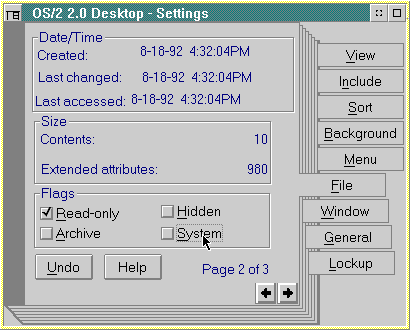 OS/2 2.0 Desktop - Settings
Date/Time
Created: 8-18-92 4:32:04PM
Last changed: 8-18-92 4:32:04PM
Last accessed: 8-18-92 4:32:04PM
Size
Contents: 10
Extended attributes: 980
Flags
Read-only Hidden
Archive System
Undo Help Page 2 of 3
View
Include
Sort
Background
Menu
File
Window
General
Lockup